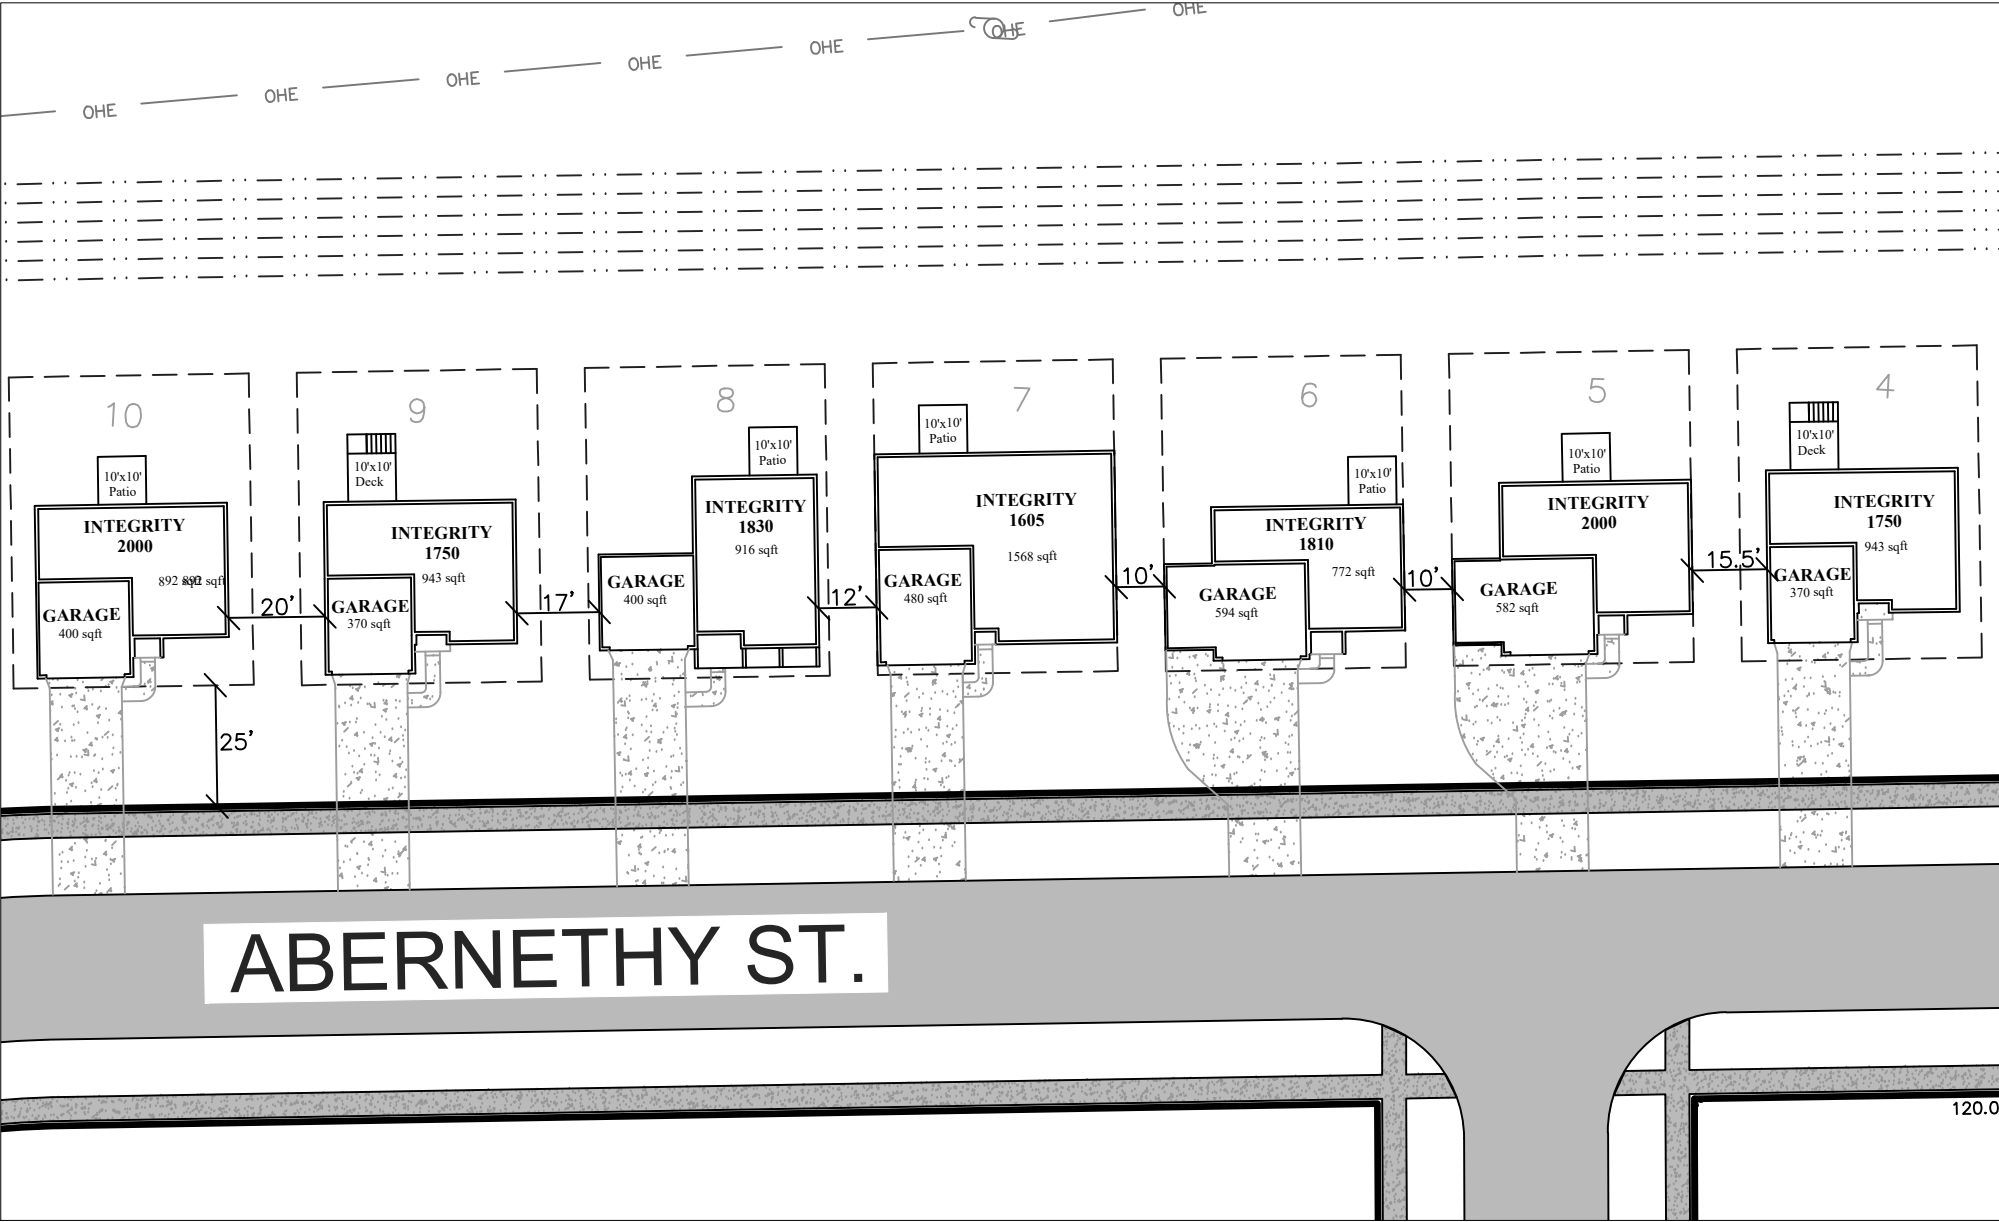 OHE
OHE
OHE
OHE
OHE
OHE
OHE
10
9
8
7
6
5
4
10'x10'
Patio
INTEGRITY
2000
892 sqft
GARAGE
400 sqft
20'
10'x10'
Deck
INTEGRITY
1750
943 sqft
GARAGE
370 sqft
17'
10'x10'
Patio
INTEGRITY
1830
916 sqft
GARAGE
400 sqft
12'
10'x10'
Patio
INTEGRITY
1605
1568 sqft
GARAGE
480 sqft
10'
10'x10'
Patio
INTEGRITY
1810
772 sqft
GARAGE
594 sqft
10'
10'x10'
Patio
INTEGRITY
2000
GARAGE
582 sqft
15.5'
10'x10'
Deck
INTEGRITY
1750
943 sqft
GARAGE
370 sqft
25'
ABERNETHY ST.
120.0